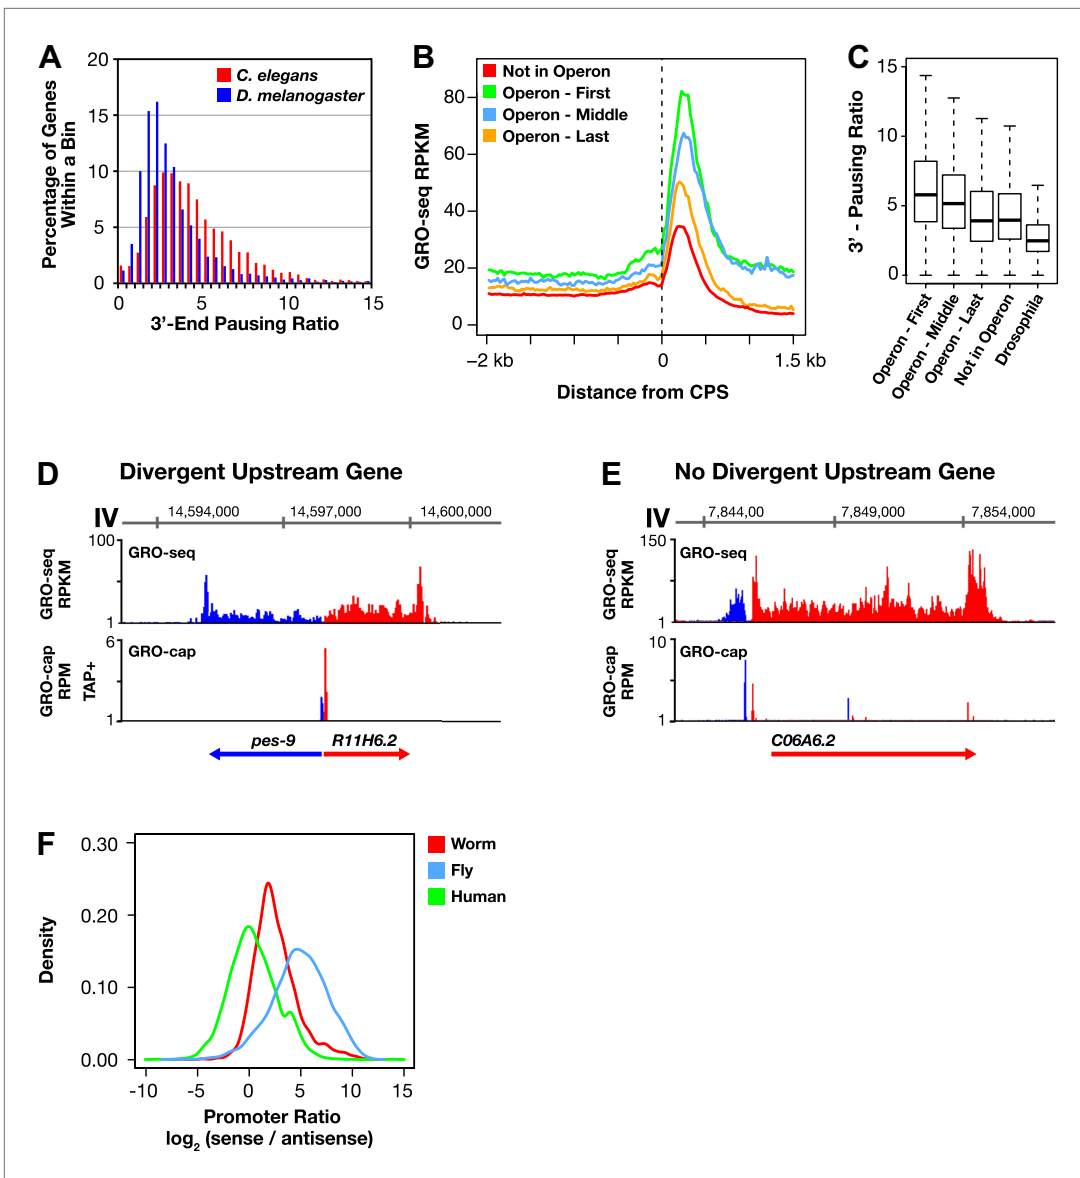 A
20
15
10
5
0
Percentage of Genes
Within a Bin
C. elegans
D. melanogaster
0 5 10 15
3'-End Pausing Ratio
B
GRO-seq RPKM
80
60
40
20
0
Not in Operon
Operon - First
Operon - Middle
Operon - Last
−2 kb 0 1.5 kb
Distance from CPS
C
3' - Pausing Ratio
15
10
5
0
Operon - First
Operon - Middle
Operon - Last
Not in Operon
Drosophila
D Divergent Upstream Gene
IV 14,594,000 14,597,000 14,600,000
GRO-seq
RPKM
100
1
GRO-seq
GRO-cap
RPM
TAP+
6
1
GRO-cap
pes-9 R11H6.2
E No Divergent Upstream Gene
IV 7,844,00 7,849,000 7,854,000
GRO-seq
RPKM
150
1
GRO-seq
GRO-cap
RPM
10
1
GRO-cap
C06A6.2
F
Density
0.30
0.20
0.10
0.00
-10 -5 0 5 10 15
Promoter Ratio
log2 (sense / antisense)
Worm
Fly
Human